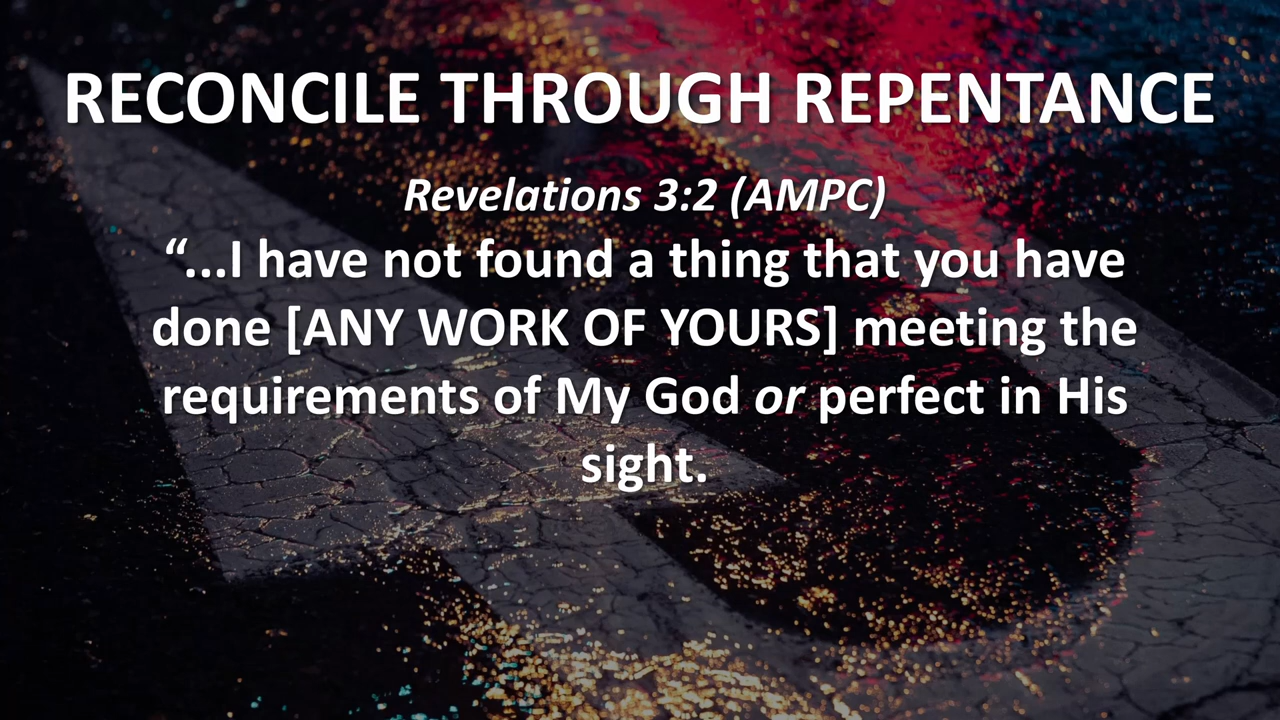 RECONCILE THROUGH REPENTANCE
Revelations 3:2 (AMPC)
“...I have not found a thing that you have
done [ANY WORK OF YOURS] meeting the
requirements of My God or perfect in His
sight.